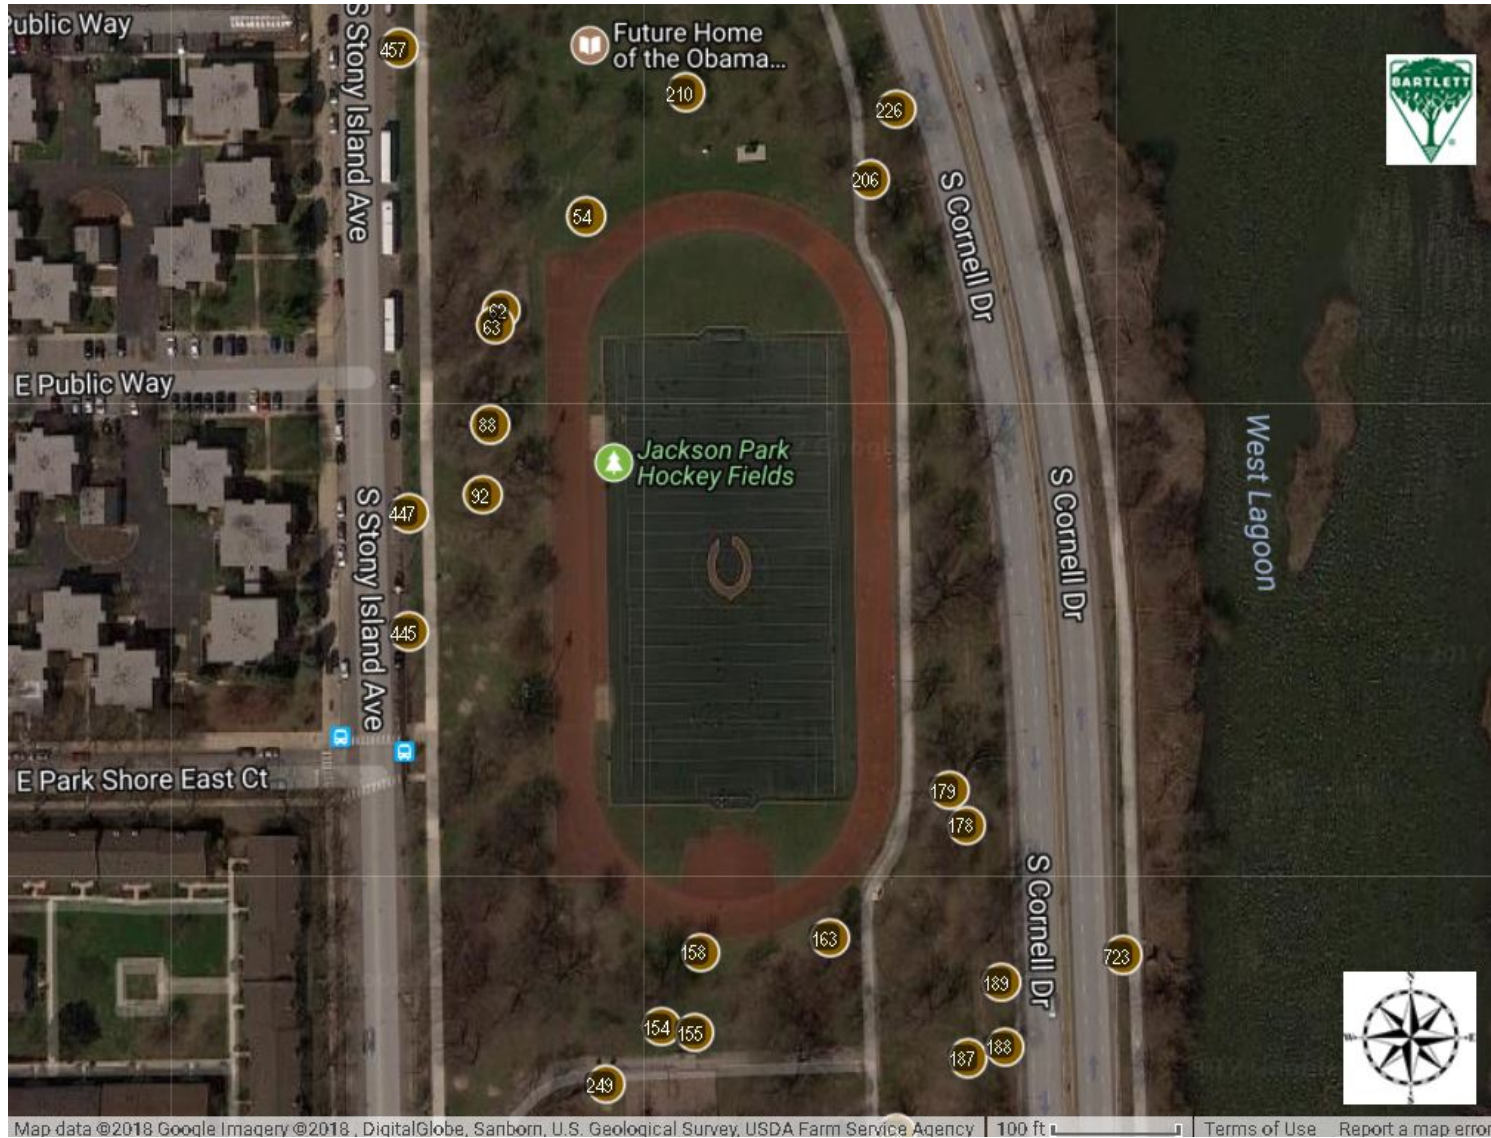 Public Way
S Stony Island Ave
457
Future Home
of the Obama...
210
226
BARTLETT
206
S Cornell Dr
54
62
63
E Public Way
88
Jackson Park
Hockey Fields
West Lagoon
92
447
S Cornell Dr
S Stony Island Ave
445
E Park Shore East Ct
179
178
S Cornell Dr
163
158
723
189
154
155
188
187
249
Map data ©2018 Google Imagery ©2018 , DigitalGlobe, Sanborn, U.S. Geological Survey, USDA Farm Service Agency
100 ft
Terms of Use
Report a map error